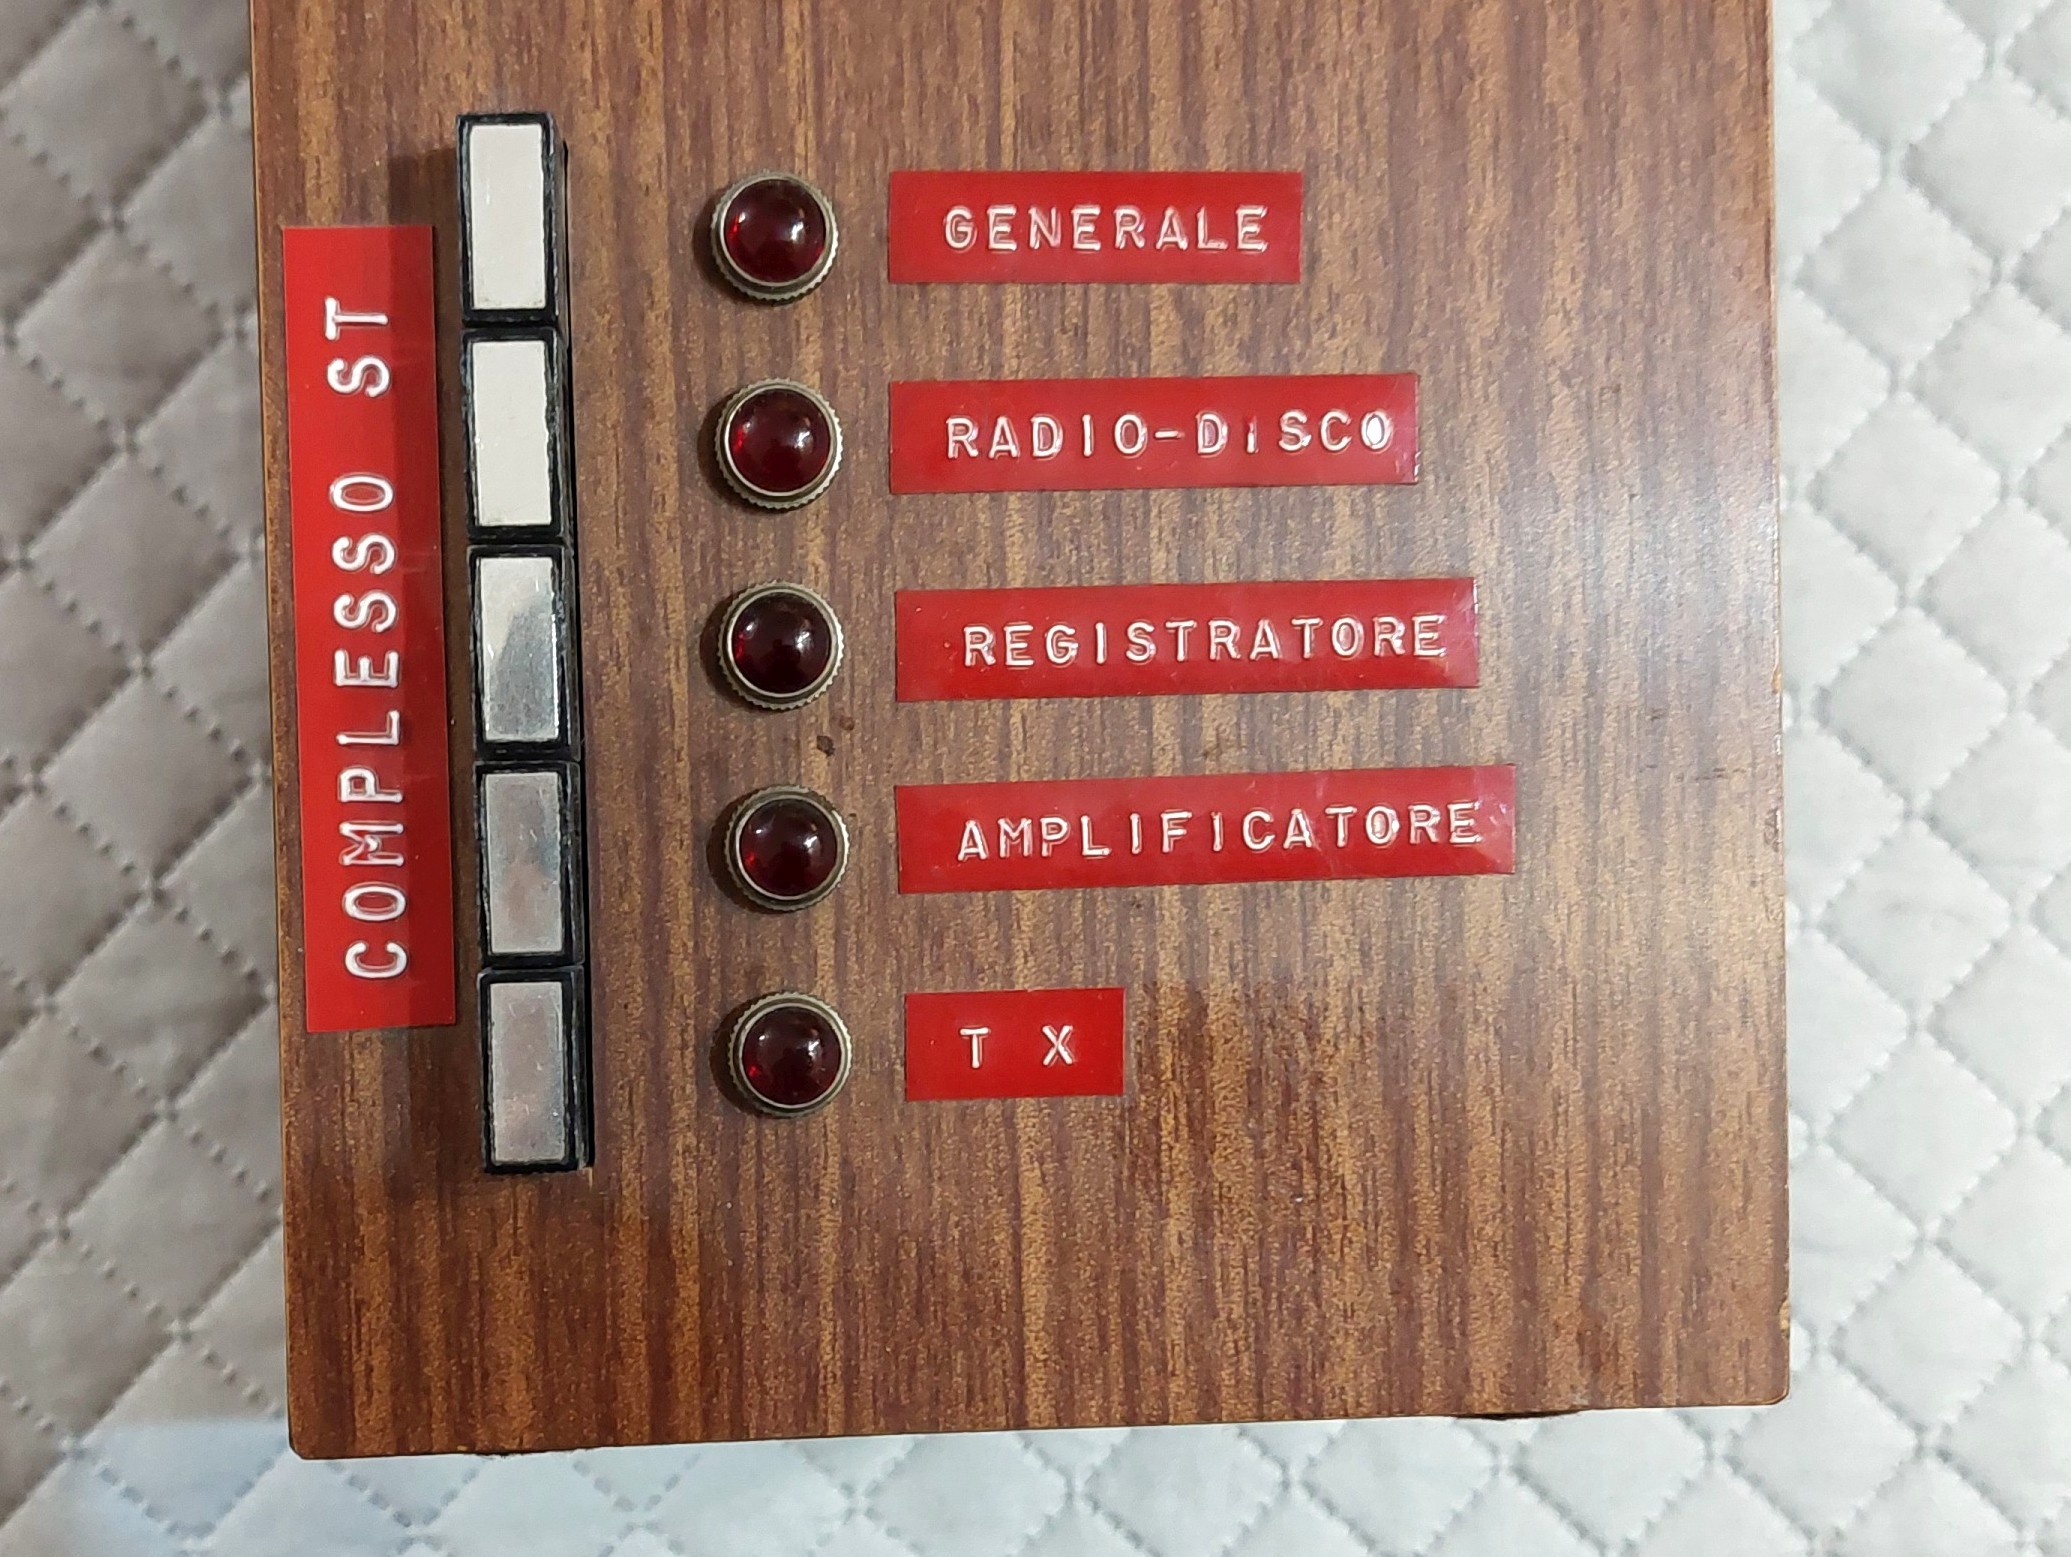 COMPLESSO ST
GENERALE
RADIO-DISCO
REGISTRATORE
AMPLIFICATORE
T X